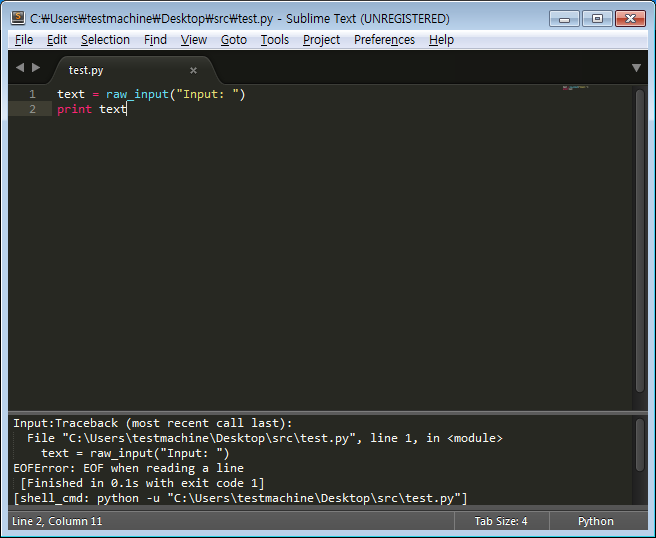 C:₩Users₩testmachine₩Desktop₩src₩test.py - Sublime Text (UNREGISTERED)
File Edit Selection Find View Goto Tools Project Preferences Help
test.py ×
1 text = raw_input("Input: ")
2 print text
Input:Traceback (most recent call last):
File "C:\Users\testmachine\Desktop\src\test.py", line 1, in <module>
text = raw_input("Input: ")
EOFError: EOF when reading a line
[Finished in 0.1s with exit code 1]
[shell_cmd: python -u "C:\Users\testmachine\Desktop\src\test.py"]
Line 2, Column 11 Tab Size: 4 Python